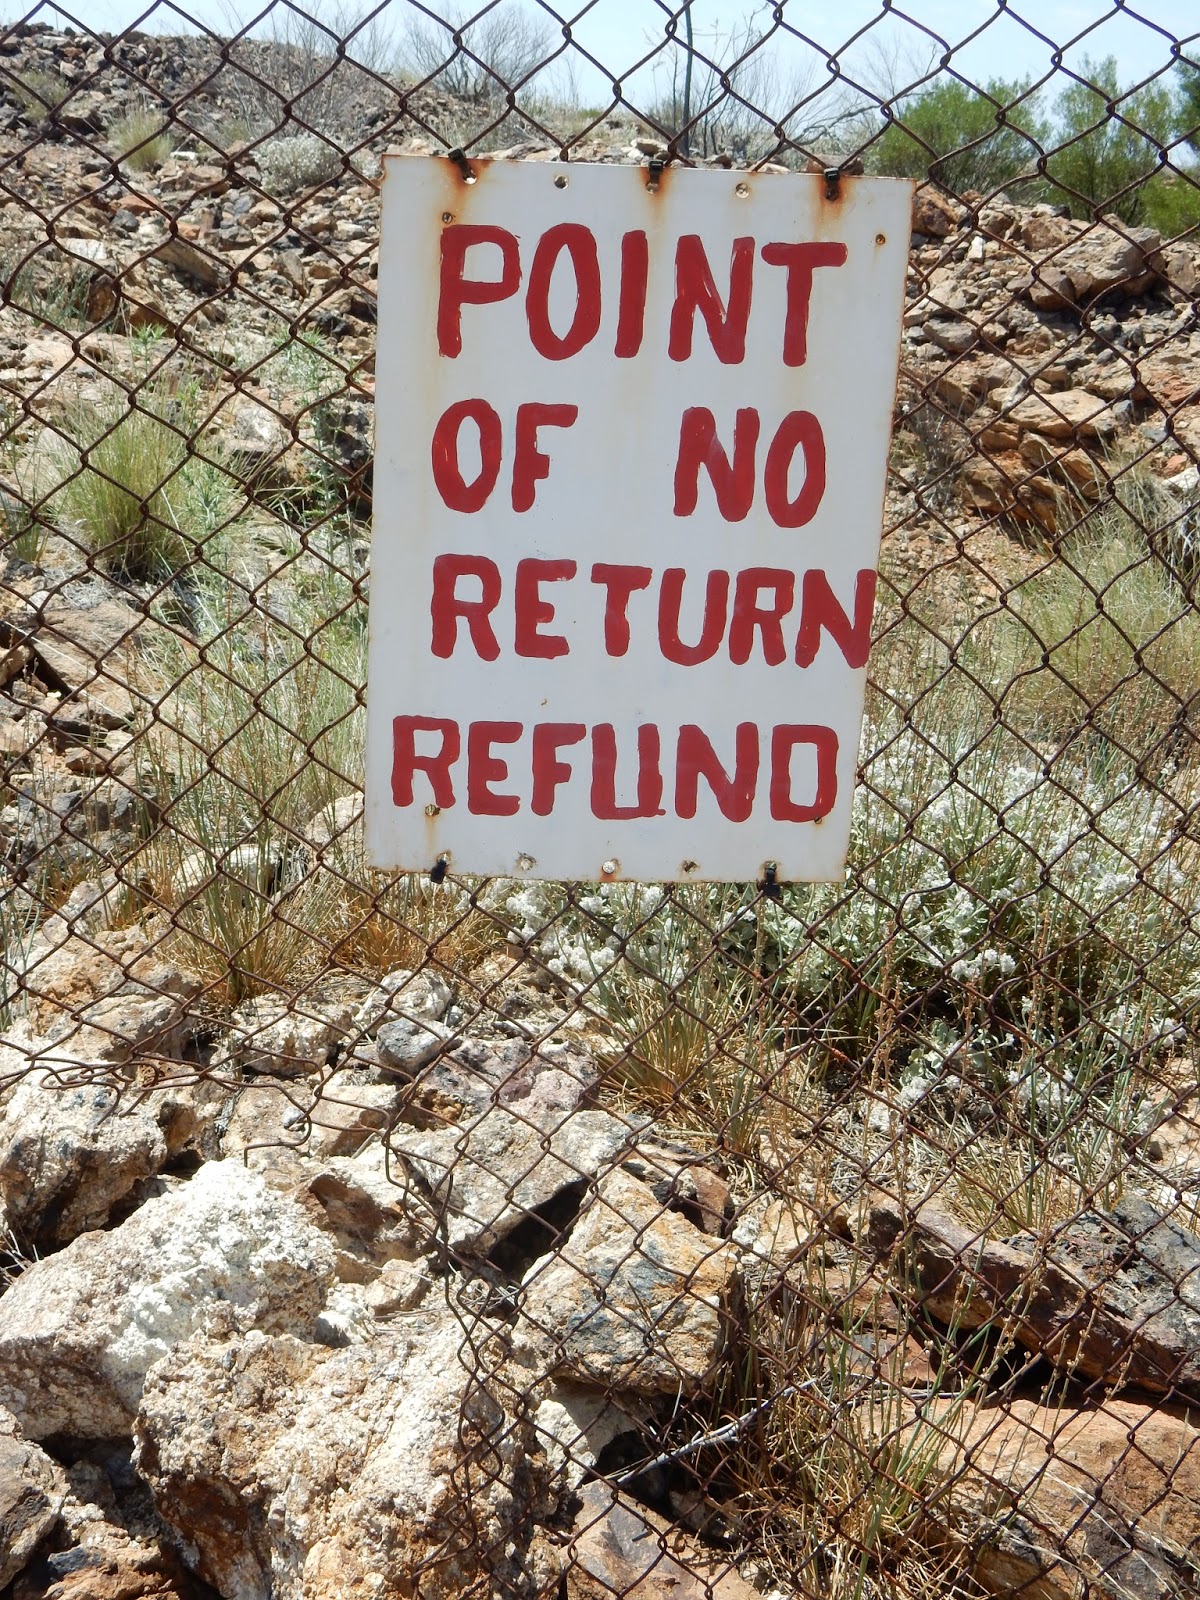 POINT
OF NO
RETURN
REFUND